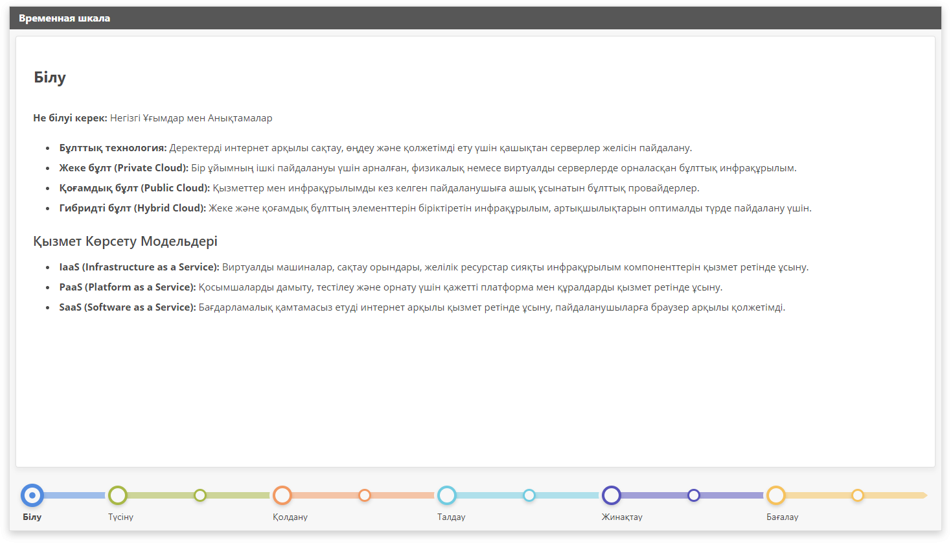 Временная шкала
Білу
Не білуі керек: Негізгі Ұғымдар мен Анықтамалар
Бұлттық технология: Деректерді интернет арқылы сақтау, өңдеу және қолжетімді ету үшін қашықтан серверлер желісін пайдалану.
Жеке бұлт (Private Cloud): Бір ұйымның ішкі пайдалануы үшін арналған, физикалық немесе виртуалды серверлерде орналасқан бұлттық инфрақұрылым.
Қоғамдық бұлт (Public Cloud): Қызметтер мен инфрақұрылымды кез келген пайдаланушыға ашық ұсынатын бұлттық провайдерлер.
Гибридті бұлт (Hybrid Cloud): Жеке және қоғамдық бұлттың элементтерін біріктіретін инфрақұрылым, артықшылықтарын оптималды түрде пайдалану үшін.
Қызмет Көрсету Модельдері
IaaS (Infrastructure as a Service): Виртуалды машиналар, сақтау орындары, желілік ресурстар сияқты инфрақұрылым компоненттерін қызмет ретінде ұсыну.
PaaS (Platform as a Service): Қосымшаларды дамыту, тестілеу және орнату үшін қажетті платформа мен құралдарды қызмет ретінде ұсыну.
SaaS (Software as a Service): Бағдарламалық қамтамасыз етуді интернет арқылы қызмет ретінде ұсыну, пайдаланушыларға браузер арқылы қолжетімді.
Білу Түсіну Қолдану Талдау Жинақтау Бағалау